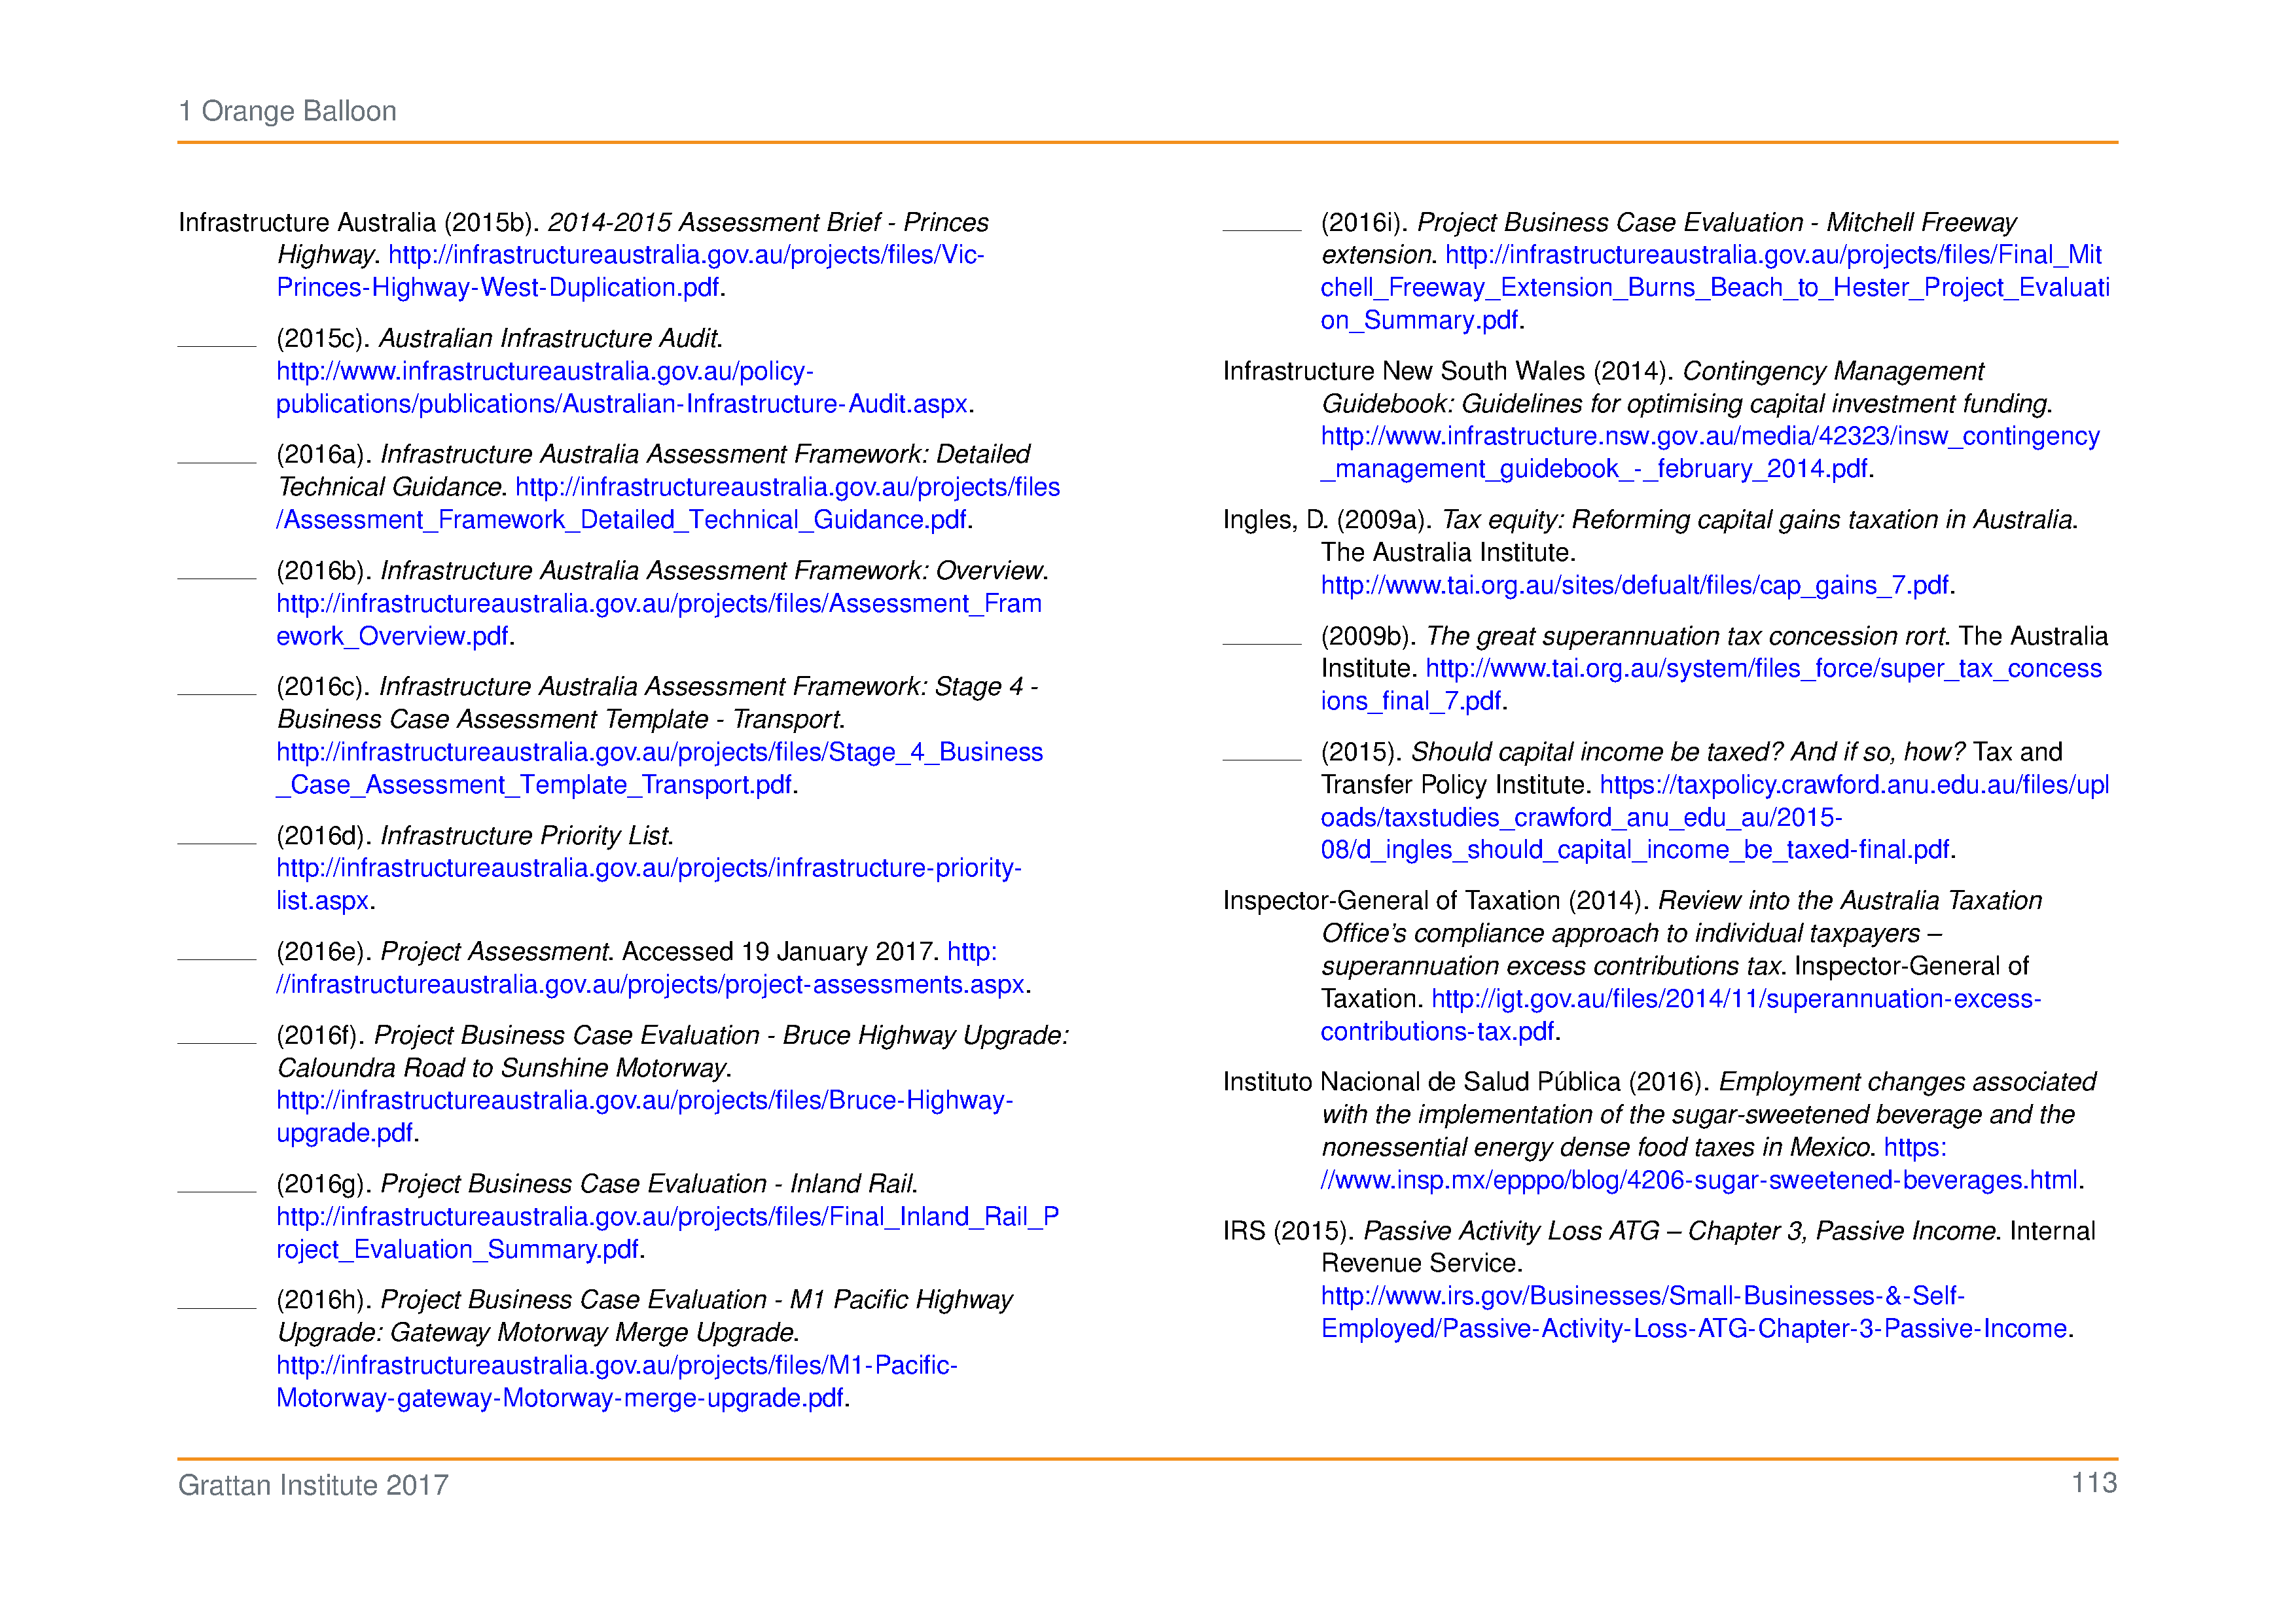 1 Orange Balloon
Infrastructure Australia (2015b). 2014-2015 Assessment Brief - Princes
Highway. http://infrastructureaustralia.gov.au/projects/files/Vic-
Princes-Highway-West-Duplication.pdf.
(2015c). Australian Infrastructure Audit.
http://www.infrastructureaustralia.gov.au/policy-
publications/publications/Australian-Infrastructure-Audit.aspx.
(2016a). Infrastructure Australia Assessment Framework: Detailed
Technical Guidance. http://infrastructureaustralia.gov.au/projects/files
/Assessment_Framework_Detailed_Technical_Guidance.pdf.
(2016b). Infrastructure Australia Assessment Framework: Overview.
http://infrastructureaustralia.gov.au/projects/files/Assessment_Fram
ework_Overview.pdf.
(2016c). Infrastructure Australia Assessment Framework: Stage 4 -
Business Case Assessment Template - Transport.
http://infrastructureaustralia.gov.au/projects/files/Stage_4_Business
_Case_Assessment_Template_Transport.pdf.
(2016d). Infrastructure Priority List.
http://infrastructureaustralia.gov.au/projects/infrastructure-priority-
list.aspx.
(2016e). Project Assessment. Accessed 19 January 2017. http:
//infrastructureaustralia.gov.au/projects/project-assessments.aspx.
(2016f). Project Business Case Evaluation - Bruce Highway Upgrade:
Caloundra Road to Sunshine Motorway.
http://infrastructureaustralia.gov.au/projects/files/Bruce-Highway-
upgrade.pdf.
(2016g). Project Business Case Evaluation - Inland Rail.
http://infrastructureaustralia.gov.au/projects/files/Final_Inland_Rail_P
roject_Evaluation_Summary.pdf.
(2016h). Project Business Case Evaluation - M1 Pacific Highway
Upgrade: Gateway Motorway Merge Upgrade.
http://infrastructureaustralia.gov.au/projects/files/M1-Pacific-
Motorway-gateway-Motorway-merge-upgrade.pdf.
(2016i). Project Business Case Evaluation - Mitchell Freeway
extension. http://infrastructureaustralia.gov.au/projects/files/Final_Mit
chell_Freeway_Extension_Burns_Beach_to_Hester_Project_Evaluati
on_Summary.pdf.
Infrastructure New South Wales (2014). Contingency Management
Guidebook: Guidelines for optimising capital investment funding.
http://www.infrastructure.nsw.gov.au/media/42323/insw_contingency
_management_guidebook_-_february_2014.pdf.
Ingles, D. (2009a). Tax equity: Reforming capital gains taxation in Australia.
The Australia Institute.
http://www.tai.org.au/sites/defualt/files/cap_gains_7.pdf.
(2009b). The great superannuation tax concession rort. The Australia
Institute. http://www.tai.org.au/system/files_force/super_tax_concess
ions_final_7.pdf.
(2015). Should capital income be taxed? And if so, how? Tax and
Transfer Policy Institute. https://taxpolicy.crawford.anu.edu.au/files/upl
oads/taxstudies_crawford_anu_edu_au/2015-
08/d_ingles_should_capital_income_be_taxed-final.pdf.
Inspector-General of Taxation (2014). Review into the Australia Taxation
Office's compliance approach to individual taxpayers –
superannuation excess contributions tax. Inspector-General of
Taxation. http://igt.gov.au/files/2014/11/superannuation-excess-
contributions-tax.pdf.
Instituto Nacional de Salud Pública (2016). Employment changes associated
with the implementation of the sugar-sweetened beverage and the
nonessential energy dense food taxes in Mexico. https:
//www.insp.mx/epppo/blog/4206-sugar-sweetened-beverages.html.
IRS (2015). Passive Activity Loss ATG – Chapter 3, Passive Income. Internal
Revenue Service.
http://www.irs.gov/Businesses/Small-Businesses-&-Self-
Employed/Passive-Activity-Loss-ATG-Chapter-3-Passive-Income.
Grattan Institute 2017
113